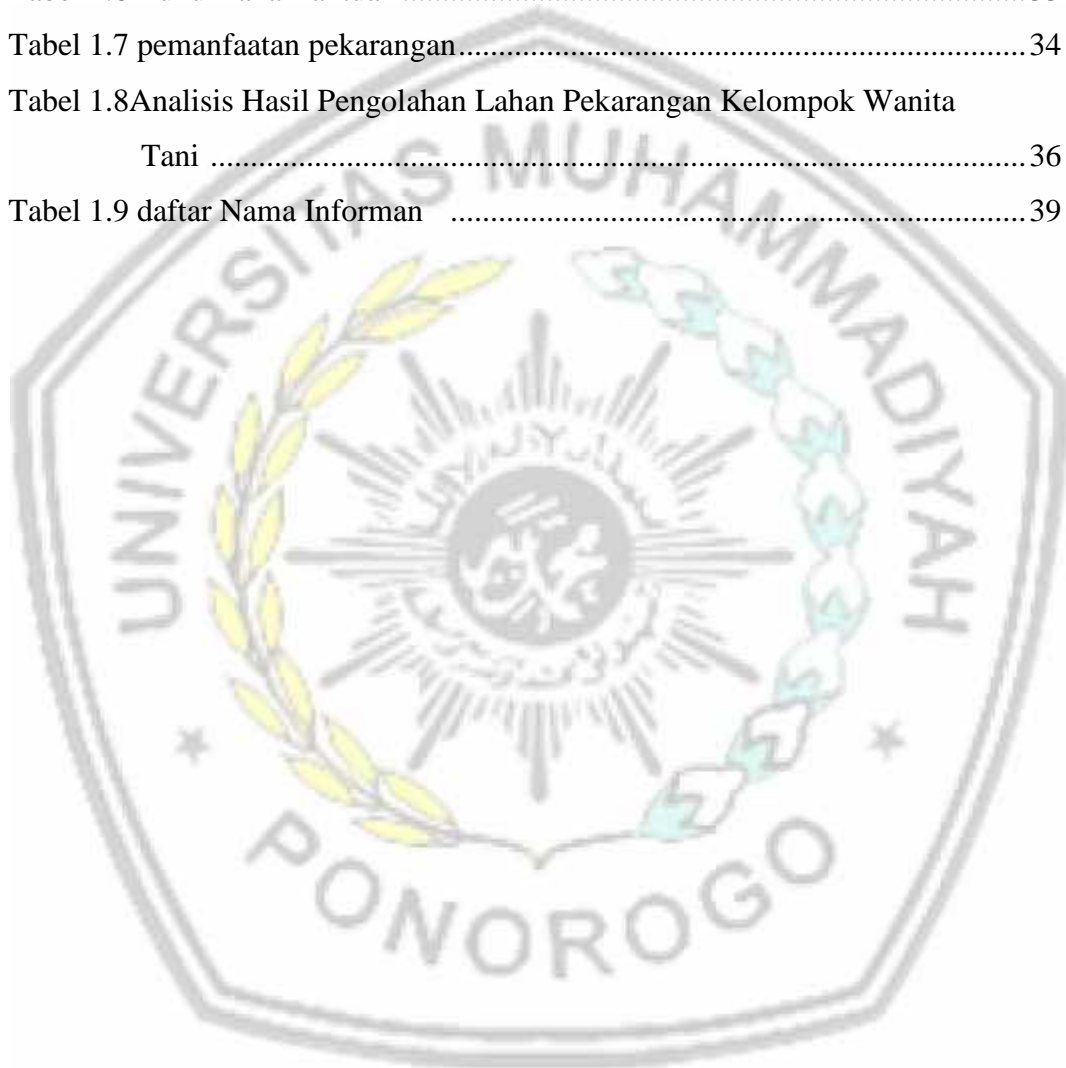 Tabel 1.7 pemanfaatan pekarangan........................................................................34
Tabel 1.8Analisis Hasil Pengolahan Lahan Pekarangan Kelompok Wanita
Tani .......................................................................................................36
Tabel 1.9 daftar Nama Informan .........................................................................39
UNIVERSITAS MUHAMMADIYAH
PONOROGO